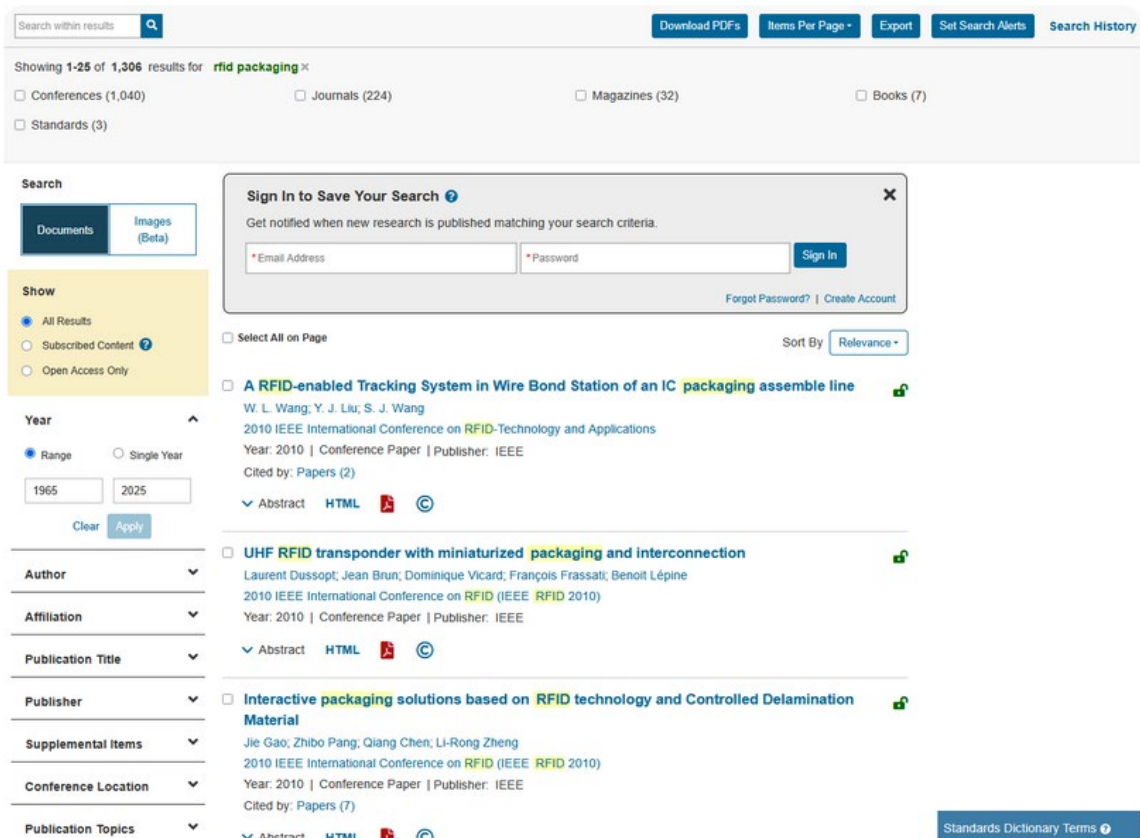 Search within results
Download PDFs Items Per Page Export Set Search Alerts Search History
Showing 1-25 of 1,306 results for rfid packaging ×
Conferences (1,040) Journals (224) Magazines (32) Books (7)
Standards (3)
Search
Documents Images (Beta)
Show
All Results
Subscribed Content ?
Open Access Only
Year
Range Single Year
1965 2025
Clear Apply
Author
Affiliation
Publication Title
Publisher
Supplemental Items
Conference Location
Publication Topics
Sign In to Save Your Search ?
Get notified when new research is published matching your search criteria.
*Email Address *Password Sign In
Forgot Password? | Create Account
Select All on Page Sort By Relevance
A RFID-enabled Tracking System in Wire Bond Station of an IC packaging assemble line
W. L. Wang; Y. J. Liu; S. J. Wang
2010 IEEE International Conference on RFID-Technology and Applications
Year: 2010 | Conference Paper | Publisher: IEEE
Cited by: Papers (2)
Abstract HTML ©
UHF RFID transponder with miniaturized packaging and interconnection
Laurent Dussopt; Jean Brun; Dominique Vicard; François Frassati; Benoit Lépine
2010 IEEE International Conference on RFID (IEEE RFID 2010)
Year: 2010 | Conference Paper | Publisher: IEEE
Abstract HTML ©
Interactive packaging solutions based on RFID technology and Controlled Delamination
Material
Jie Gao; Zhibo Pang; Qiang Chen; Li-Rong Zheng
2010 IEEE International Conference on RFID (IEEE RFID 2010)
Year: 2010 | Conference Paper | Publisher: IEEE
Cited by: Papers (7)
Abstract HTML ©
Standards Dictionary Terms ?